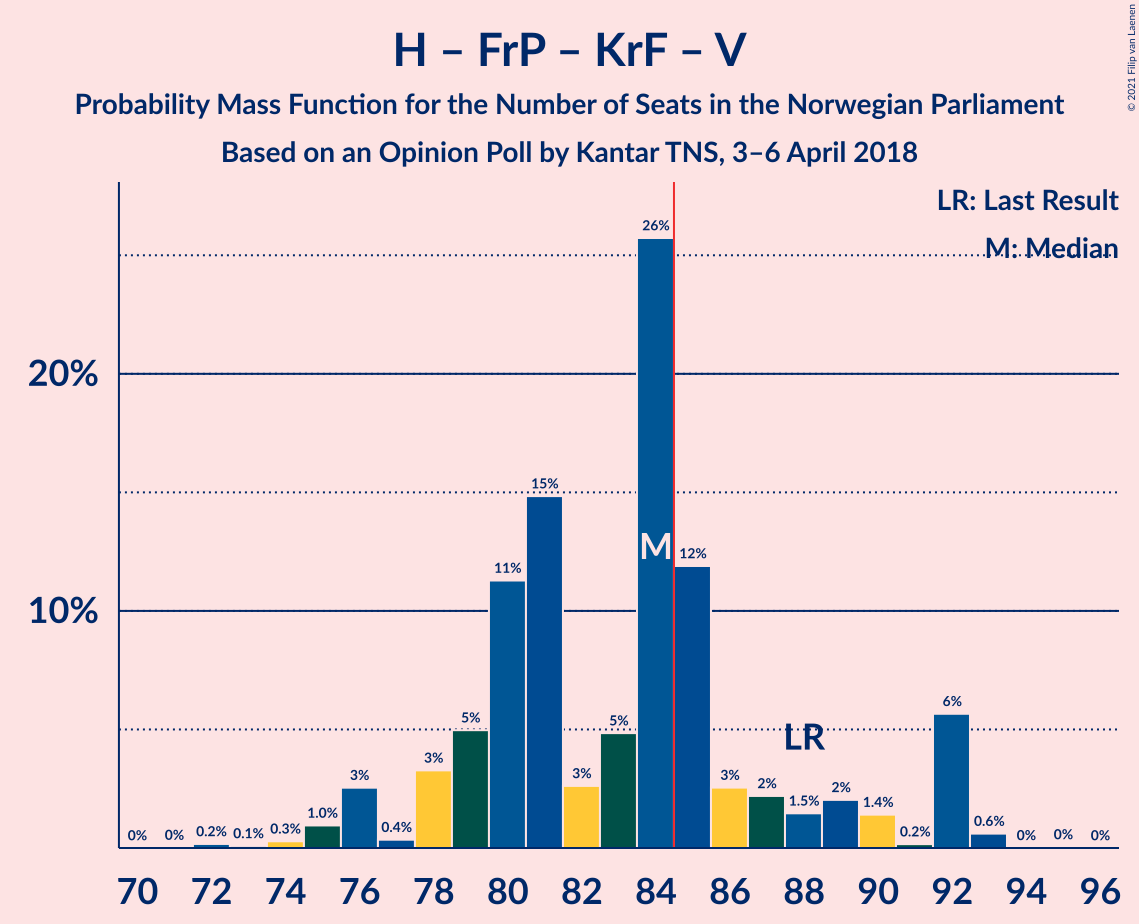 H – FrP – KrF – V
Probability Mass Function for the Number of Seats in the Norwegian Parliament
Based on an Opinion Poll by Kantar TNS, 3–6 April 2018
© 2021 Filip van Laenen
LR: Last Result
M: Median
20%
10%
0% 0% 0.2% 0.1% 0.3% 1.0% 3% 0.4% 3% 5% 11% 15% 3% 5% 26% 12% 3% 2% 1.5% 2% 1.4% 0.2% 6% 0.6% 0% 0% 0%
M
LR
70 72 74 76 78 80 82 84 86 88 90 92 94 96